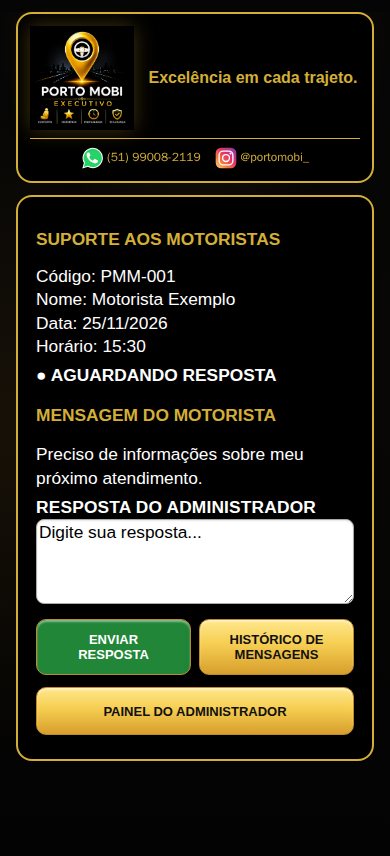 PORTO MOBI
EXECUTIVO
Excelência em cada trajeto.
(51) 99008-2119
@portomobi_
SUPORTE AOS MOTORISTAS
Código: PMM-001
Nome: Motorista Exemplo
Data: 25/11/2026
Horário: 15:30
● AGUARDANDO RESPOSTA
MENSAGEM DO MOTORISTA
Preciso de informações sobre meu
próximo atendimento.
RESPOSTA DO ADMINISTRADOR
Digite sua resposta...
ENVIAR
RESPOSTA
HISTÓRICO DE
MENSAGENS
PAINEL DO ADMINISTRADOR